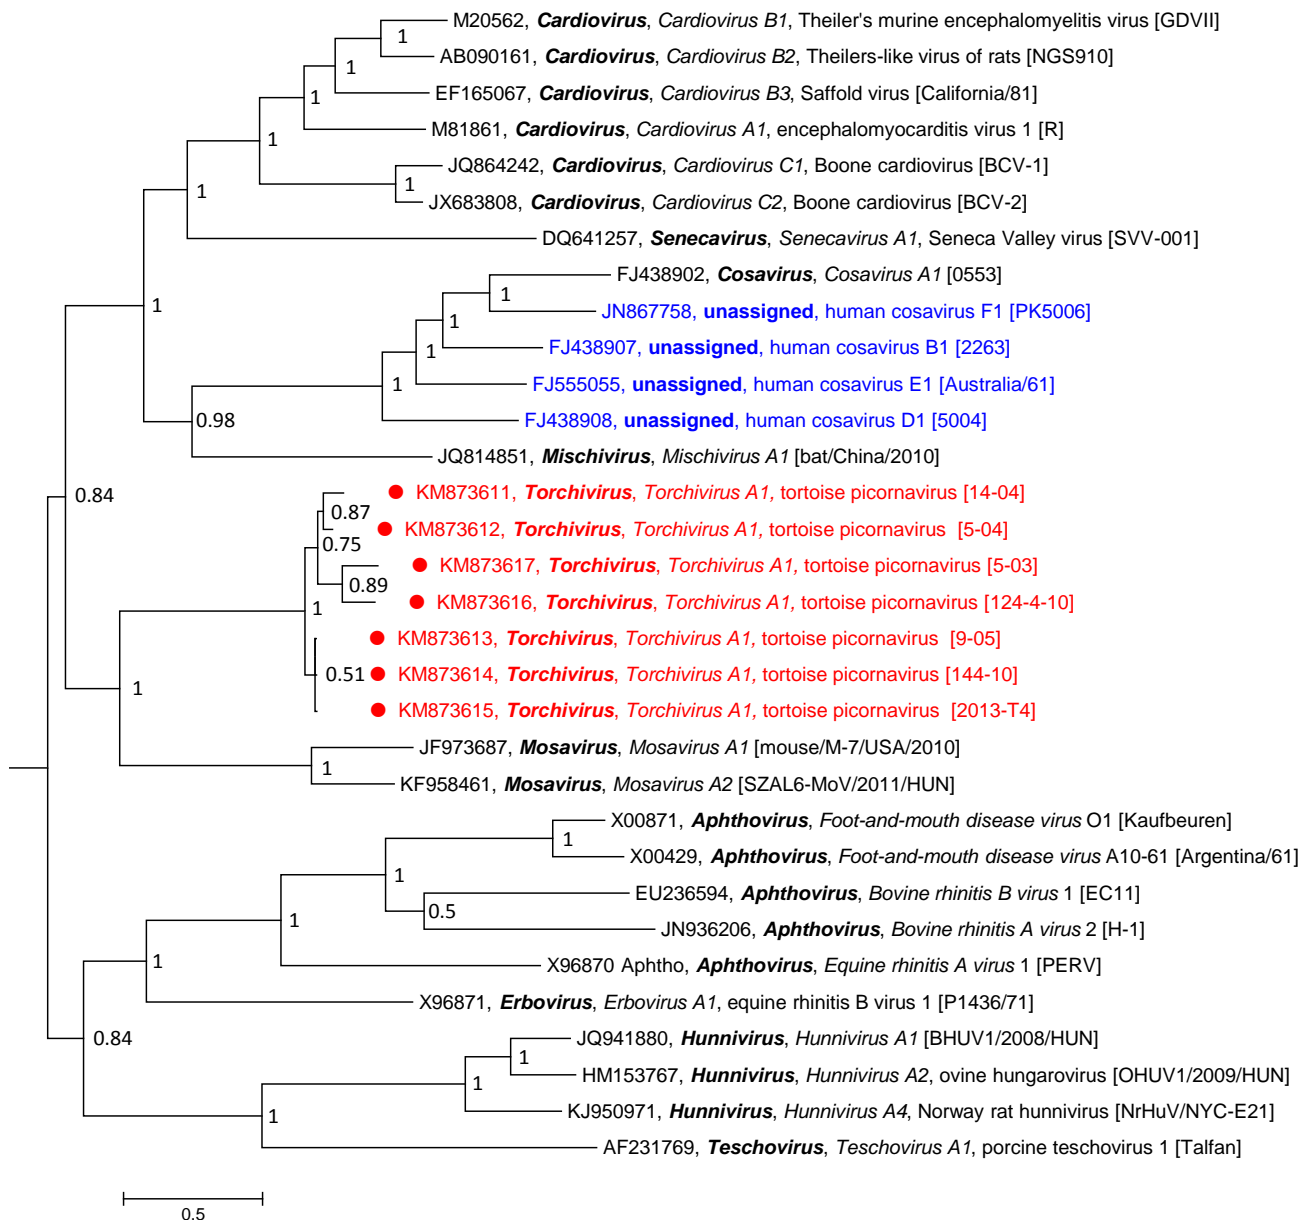 M20562, Cardiovirus, Cardiovirus B1, Theiler's murine encephalomyelitis virus [GDVII]
1
AB090161, Cardiovirus, Cardiovirus B2, Theilers-like virus of rats [NGS910]
1
EF165067, Cardiovirus, Cardiovirus B3, Saffold virus [California/81]
1
M81861, Cardiovirus, Cardiovirus A1, encephalomyocarditis virus 1 [R]
1
JQ864242, Cardiovirus, Cardiovirus C1, Boone cardiovirus [BCV-1]
1
1
JX683808, Cardiovirus, Cardiovirus C2, Boone cardiovirus [BCV-2]
DQ641257, Senecavirus, Senecavirus A1, Seneca Valley virus [SVV-001]
FJ438902, Cosavirus, Cosavirus A1 [0553]
1
1
JN867758, unassigned, human cosavirus F1 [PK5006]
1
FJ438907, unassigned, human cosavirus B1 [2263]
1
1
FJ555055, unassigned, human cosavirus E1 [Australia/61]
0.98
FJ438908, unassigned, human cosavirus D1 [5004]
JQ814851, Mischivirus, Mischivirus A1 [bat/China/2010]
0.84
KM873611, Torchivirus, Torchivirus A1, tortoise picornavirus [14-04]
0.87
KM873612, Torchivirus, Torchivirus A1, tortoise picornavirus [5-04]
0.75
KM873617, Torchivirus, Torchivirus A1, tortoise picornavirus [5-03]
0.89
KM873616, Torchivirus, Torchivirus A1, tortoise picornavirus [124-4-10]
1
KM873613, Torchivirus, Torchivirus A1, tortoise picornavirus [9-05]
0.51
KM873614, Torchivirus, Torchivirus A1, tortoise picornavirus [144-10]
1
KM873615, Torchivirus, Torchivirus A1, tortoise picornavirus [2013-T4]
JF973687, Mosavirus, Mosavirus A1 [mouse/M-7/USA/2010]
1
KF958461, Mosavirus, Mosavirus A2 [SZAL6-MoV/2011/HUN]
X00871, Aphthovirus, Foot-and-mouth disease virus O1 [Kaufbeuren]
1
X00429, Aphthovirus, Foot-and-mouth disease virus A10-61 [Argentina/61]
1
EU236594, Aphthovirus, Bovine rhinitis B virus 1 [EC11]
0.5
1
JN936206, Aphthovirus, Bovine rhinitis A virus 2 [H-1]
1
X96870 Aphtho, Aphthovirus, Equine rhinitis A virus 1 [PERV]
X96871, Erbovirus, Erbovirus A1, equine rhinitis B virus 1 [P1436/71]
0.84
JQ941880, Hunnivirus, Hunnivirus A1 [BHUV1/2008/HUN]
1
HM153767, Hunnivirus, Hunnivirus A2, ovine hungarovirus [OHUV1/2009/HUN]
1
KJ950971, Hunnivirus, Hunnivirus A4, Norway rat hunnivirus [NrHuV/NYC-E21]
1
AF231769, Teschovirus, Teschovirus A1, porcine teschovirus 1 [Talfan]
0.5